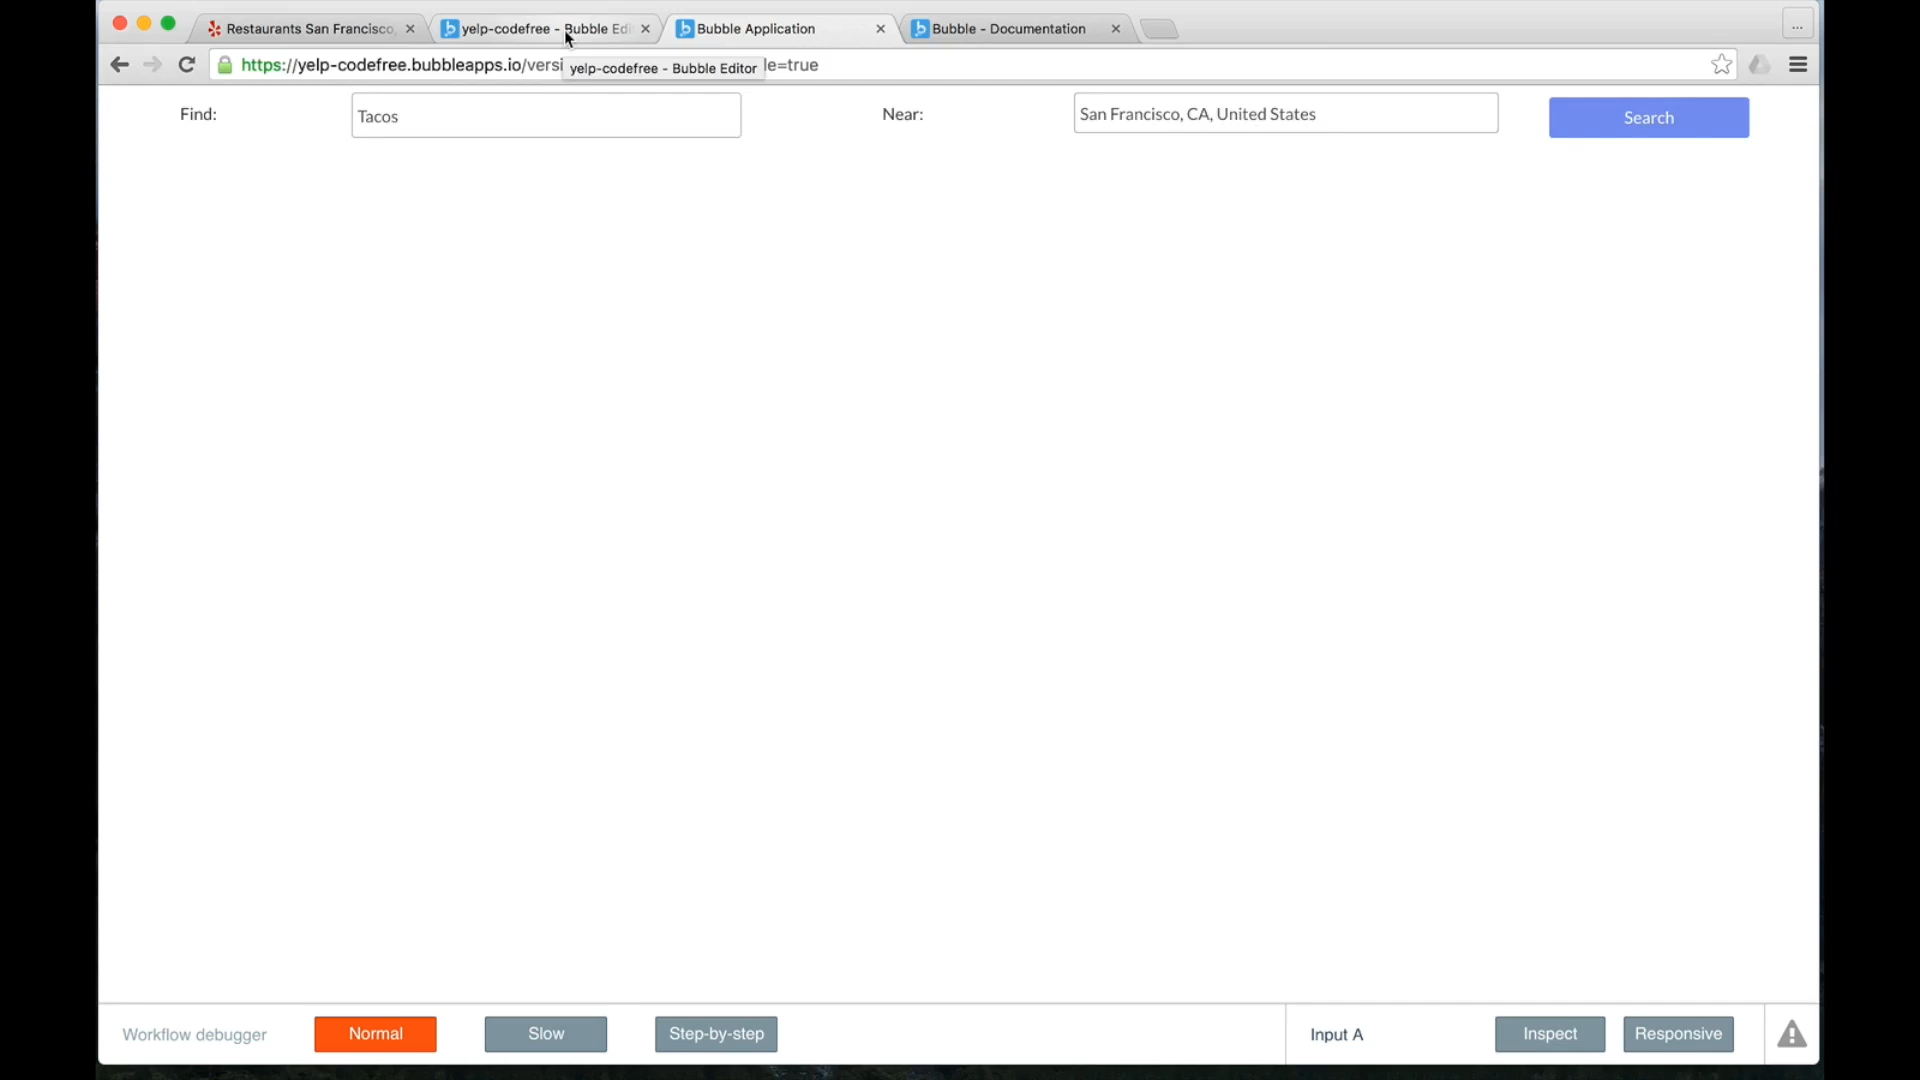 Restaurants San Francisco,
yelp-codefree - Bubble Edi
Bubble Application
Bubble - Documentation
https://yelp-codefree.bubbleapps.io/versi
le=true
yelp-codefree - Bubble Editor
Find:
Tacos
Near:
San Francisco, CA, United States
Search
Workflow debugger
Normal
Slow
Step-by-step
Input A
Inspect
Responsive